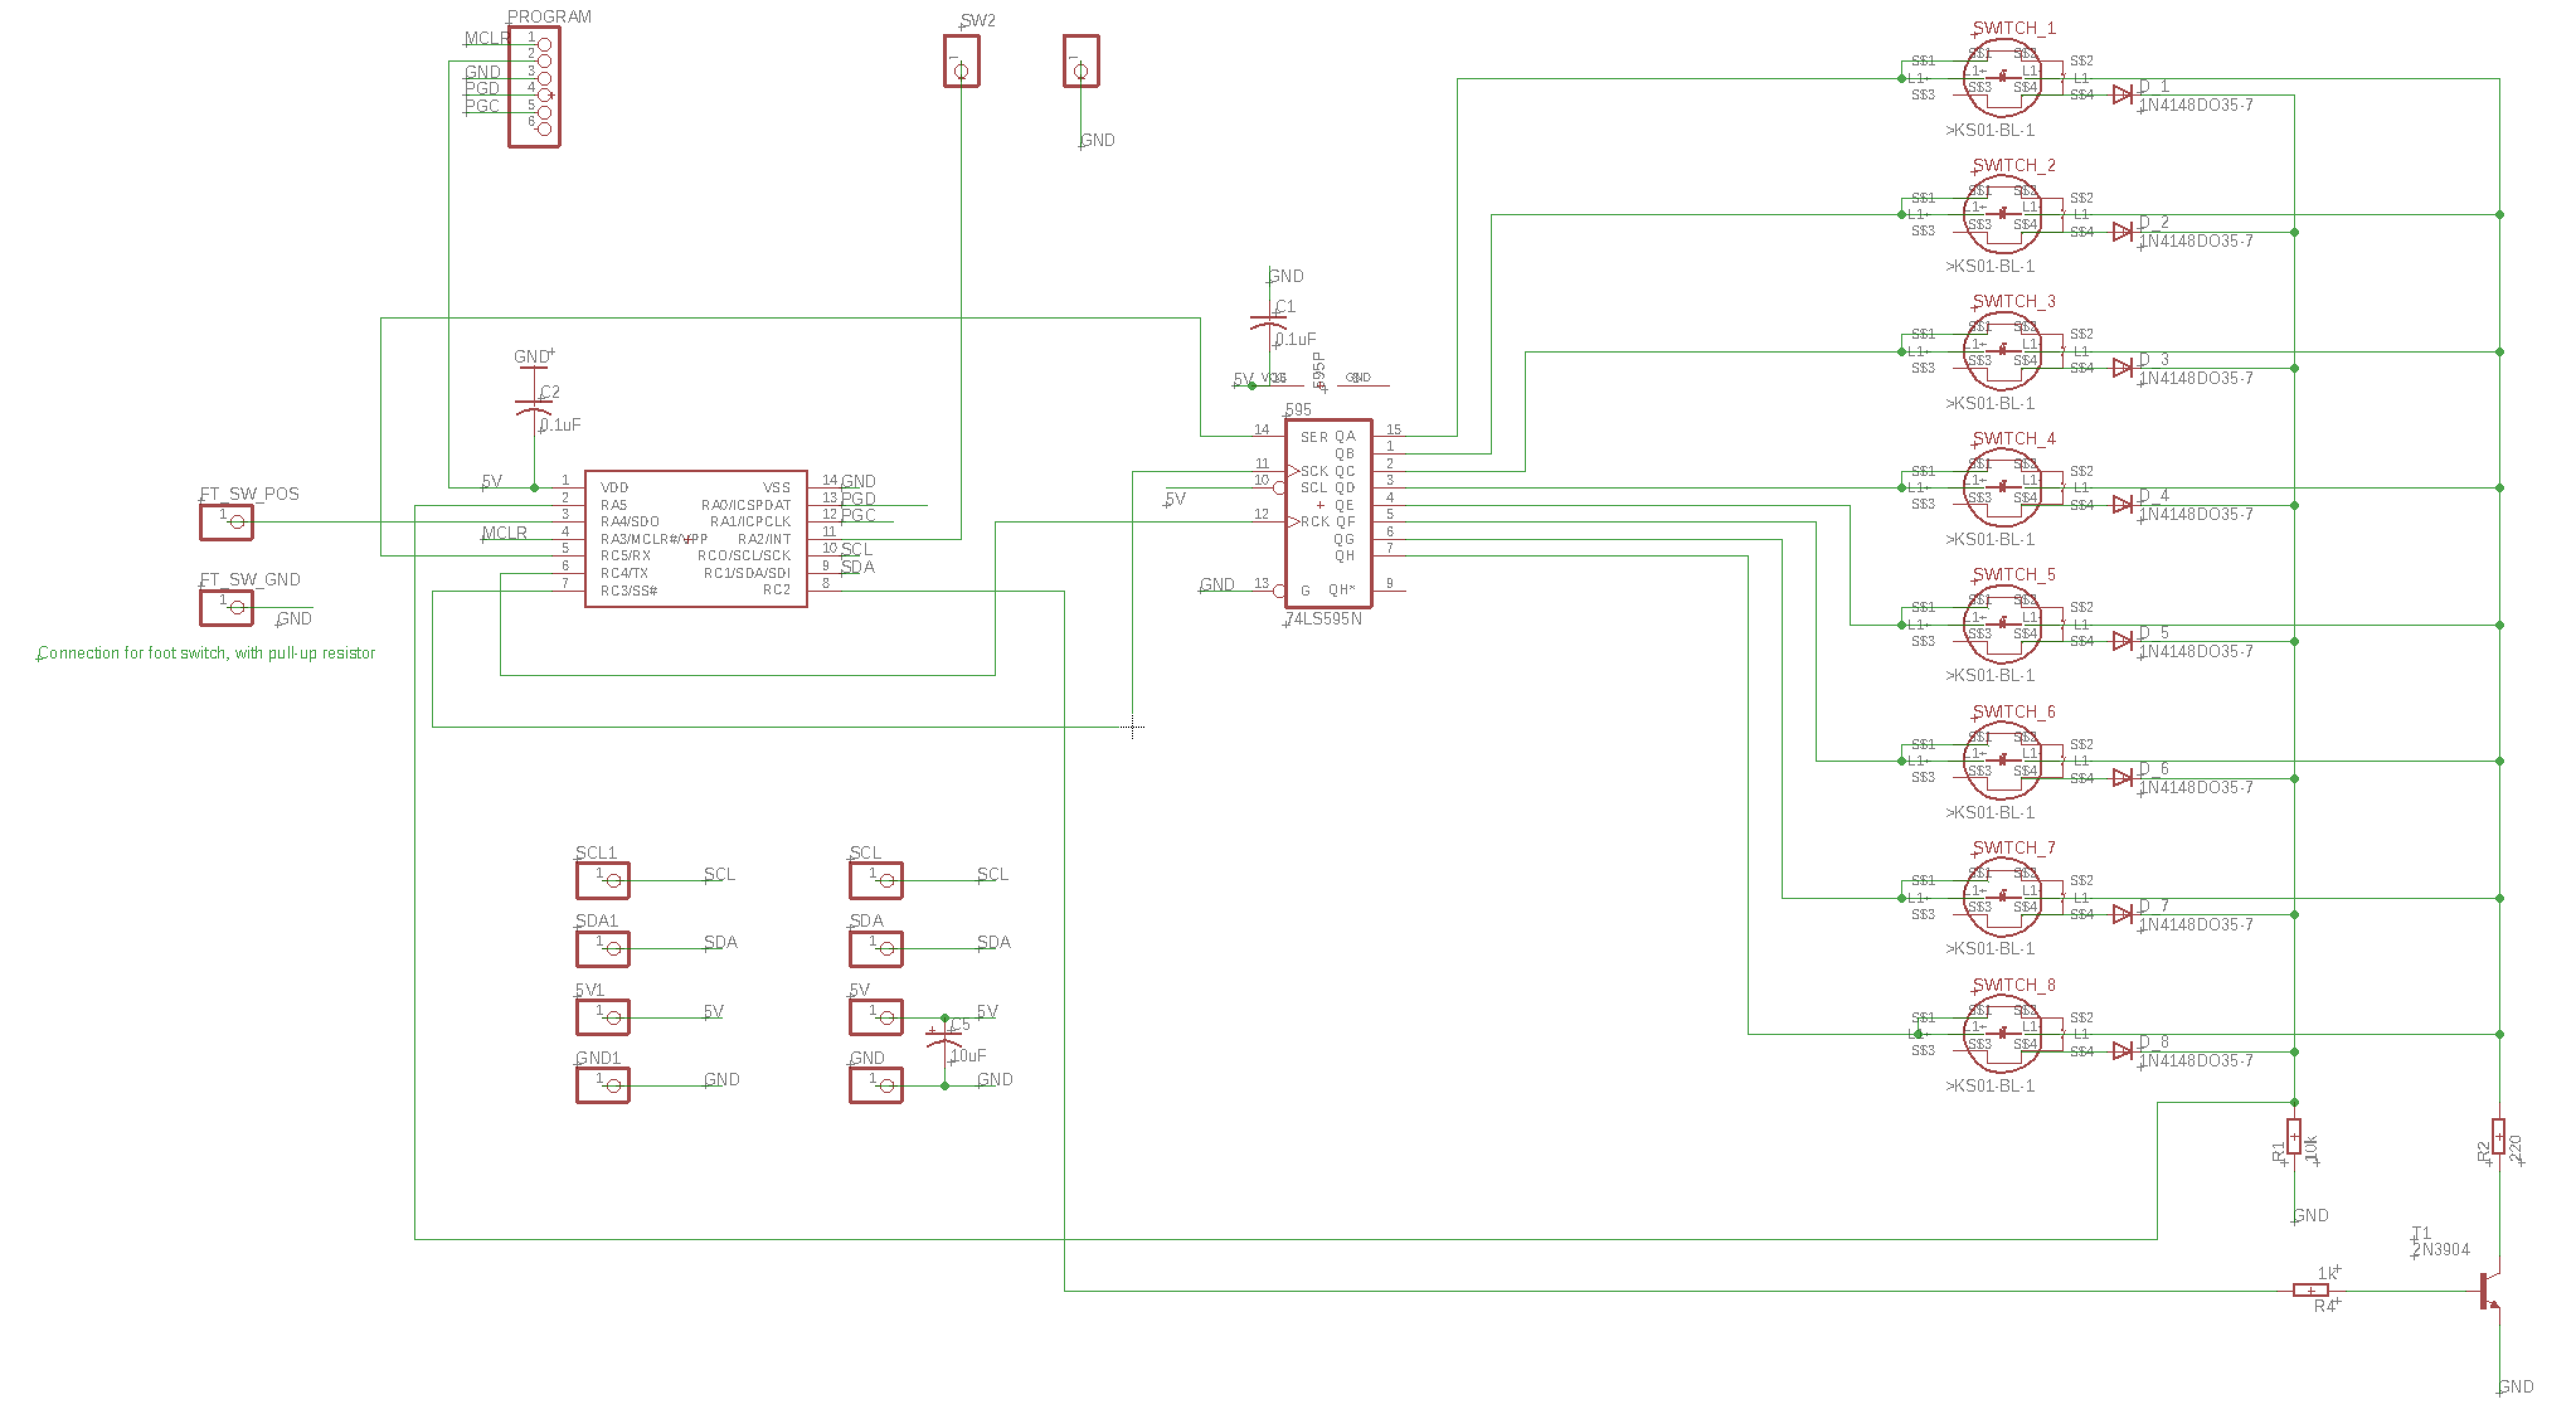 PROGRAM
MCLR
1
2
GND
3
PGD
4
PGC
5
6
SW2
1
1
GND
SWITCH_1
S$1 S$1 S$2 S$2
L1+ L1+ L1- L1-
S$3 S$3 S$4 S$4
D_1
1N4148DO35-7
>KS01-BL-1
SWITCH_2
S$1 S$1 S$2 S$2
L1+ L1+ L1- L1-
S$3 S$3 S$4 S$4
D_2
1N4148DO35-7
>KS01-BL-1
SWITCH_3
S$1 S$1 S$2 S$2
L1+ L1+ L1- L1-
S$3 S$3 S$4 S$4
D_3
1N4148DO35-7
>KS01-BL-1
SWITCH_4
S$1 S$1 S$2 S$2
L1+ L1+ L1- L1-
S$3 S$3 S$4 S$4
D_4
1N4148DO35-7
>KS01-BL-1
SWITCH_5
S$1 S$1 S$2 S$2
L1+ L1+ L1- L1-
S$3 S$3 S$4 S$4
D_5
1N4148DO35-7
>KS01-BL-1
SWITCH_6
S$1 S$1 S$2 S$2
L1+ L1+ L1- L1-
S$3 S$3 S$4 S$4
D_6
1N4148DO35-7
>KS01-BL-1
SWITCH_7
S$1 S$1 S$2 S$2
L1+ L1+ L1- L1-
S$3 S$3 S$4 S$4
D_7
1N4148DO35-7
>KS01-BL-1
SWITCH_8
S$1 S$1 S$2 S$2
L1+ L1+ L1- L1-
S$3 S$3 S$4 S$4
D_8
1N4148DO35-7
>KS01-BL-1
GND
C1
0.1uF
595P
5V
GND
GND
C2
0.1uF
5V 1 VDD VSS 14 GND
2 RA5 RA0/ICSPDAT 13 PGD
3 RA4/SDO RA1/ICPCLK 12 PGC
MCLR 4 RA3/MCLR#/VPP RA2/INT 11
5 RC5/RX RC0/SCL/SCK 10 SCL
6 RC4/TX RC1/SDA/SDI 9 SDA
7 RC3/SS# RC2 8
595
14 SER QA 15
QB 1
11 SCK QC 2
5V 10 SCL QD 3
QE 4
12 RCK QF 5
QG 6
QH 7
GND 13 G QH* 9
74LS595N
FT_SW_POS
1
FT_SW_GND
1
GND
Connection for foot switch, with pull-up resistor
SCL1
1 SCL
SDA1
1 SDA
5V1
1 5V
GND1
1 GND
SCL
1 SCL
SDA
1 SDA
5V
1 5V
C5
10uF
GND
1 GND
R1
10k
GND
R2
220
T1
2N3904
1k
R4
GND